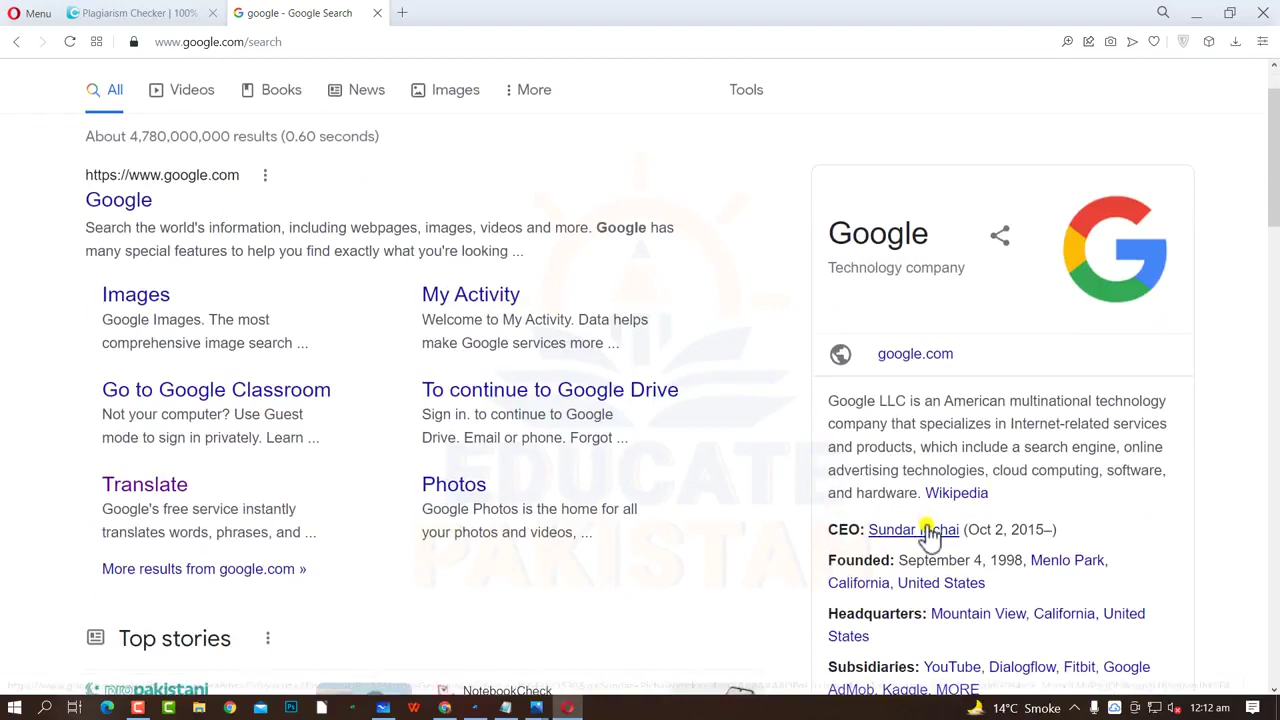 Menu
Plagiarism Checker | 100%
google - Google Search
www.google.com/search
All
Videos
Books
News
Images
More
Tools
About 4,780,000,000 results (0.60 seconds)
https://www.google.com
Google
Search the world's information, including webpages, images, videos and more. Google has
many special features to help you find exactly what you're looking ...
Images
Google Images. The most
comprehensive image search ...
My Activity
Welcome to My Activity. Data helps
make Google services more ...
Go to Google Classroom
Not your computer? Use Guest
mode to sign in privately. Learn ...
To continue to Google Drive
Sign in. to continue to Google
Drive. Email or phone. Forgot ...
Translate
Google's free service instantly
translates words, phrases, and ...
Photos
Google Photos is the home for all
your photos and videos, ...
More results from google.com »
Top stories
propakistani
NotebookCheck
Google
Technology company
google.com
Google LLC is an American multinational technology
company that specializes in Internet-related services
and products, which include a search engine, online
advertising technologies, cloud computing, software,
and hardware. Wikipedia
CEO: Sundar Pichai (Oct 2, 2015–)
Founded: September 4, 1998, Menlo Park,
California, United States
Headquarters: Mountain View, California, United
States
Subsidiaries: YouTube, Dialogflow, Fitbit, Google
AdMob, Kaggle, MORE
EDUCATE
PAKISTAN
14°C Smoke
12:12 am